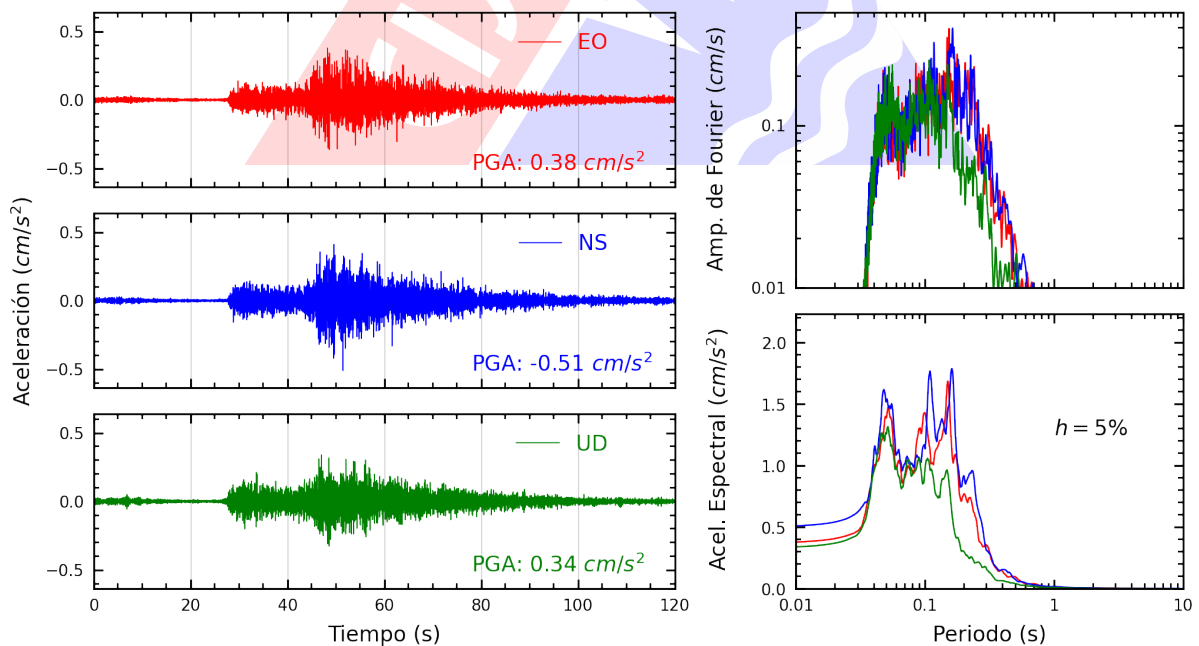 Aceleración (cm/s²)
0.5
0.0
−0.5
EO
PGA: 0.38 cm/s²
0.5
0.0
−0.5
NS
PGA: -0.51 cm/s²
0.5
0.0
−0.5
UD
PGA: 0.34 cm/s²
0 20 40 60 80 100 120
Tiempo (s)
Amp. de Fourier (cm/s)
0.1
0.01
Acel. Espectral (cm/s²)
2.0
1.5
1.0
0.5
0.0
h = 5%
0.01 0.1 1 10
Periodo (s)